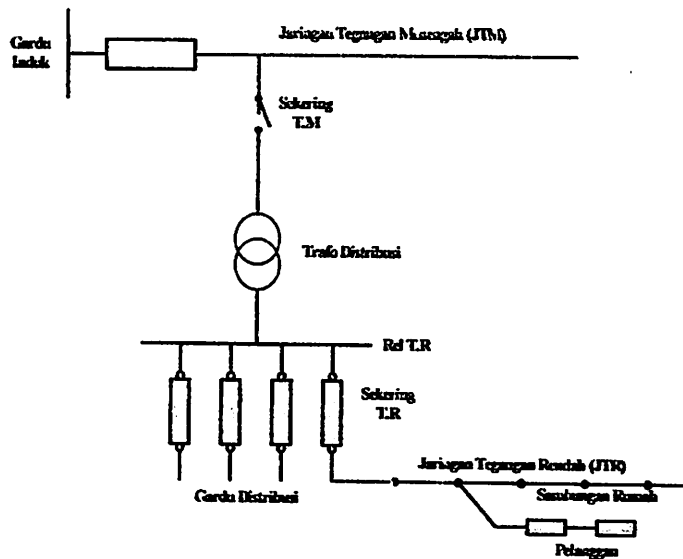 Gardu
Induk
Jaringan Tegangan Menengah (JTM)
Sekering
T.M
Trafo Distribusi
Rel T.R
Sekering
T.R
Gardu Distribusi
Jaringan Tegangan Rendah (JTR)
Sambungan Rumah
Pelanggan